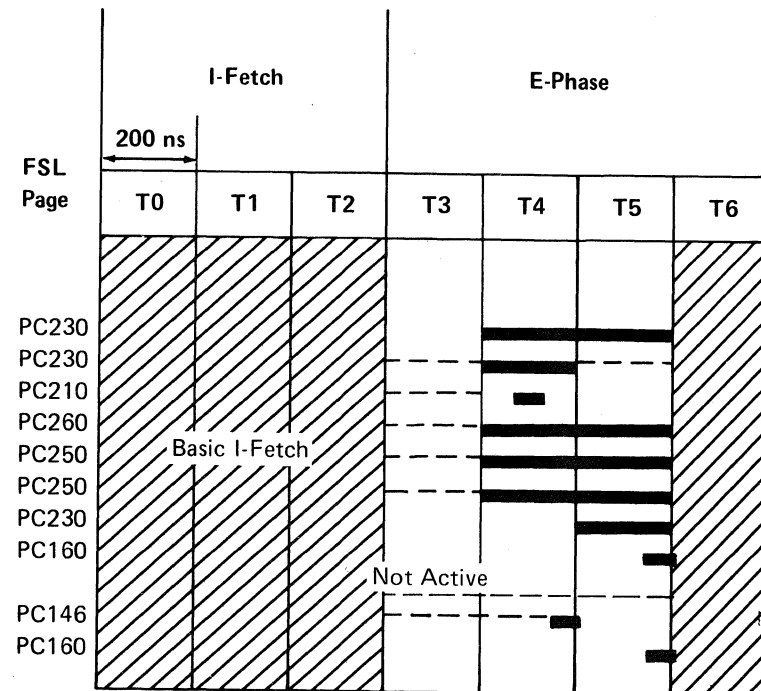 I-Fetch E-Phase
200 ns
FSL
Page T0 T1 T2 T3 T4 T5 T6
PC230
PC230
PC210
PC260
Basic I-Fetch
PC250
PC250
PC230
PC160
Not Active
PC146
PC160